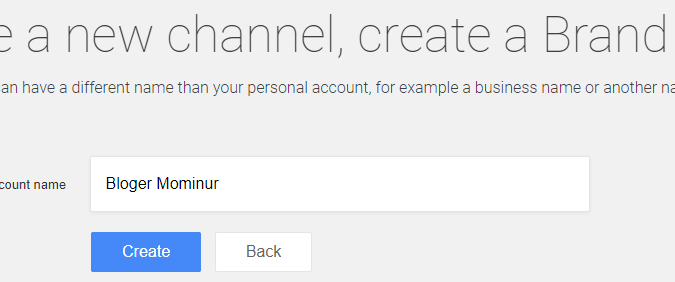 e a new channel, create a Brand
an have a different name than your personal account, for example a business name or another na
count name
Bloger Mominur
Create
Back